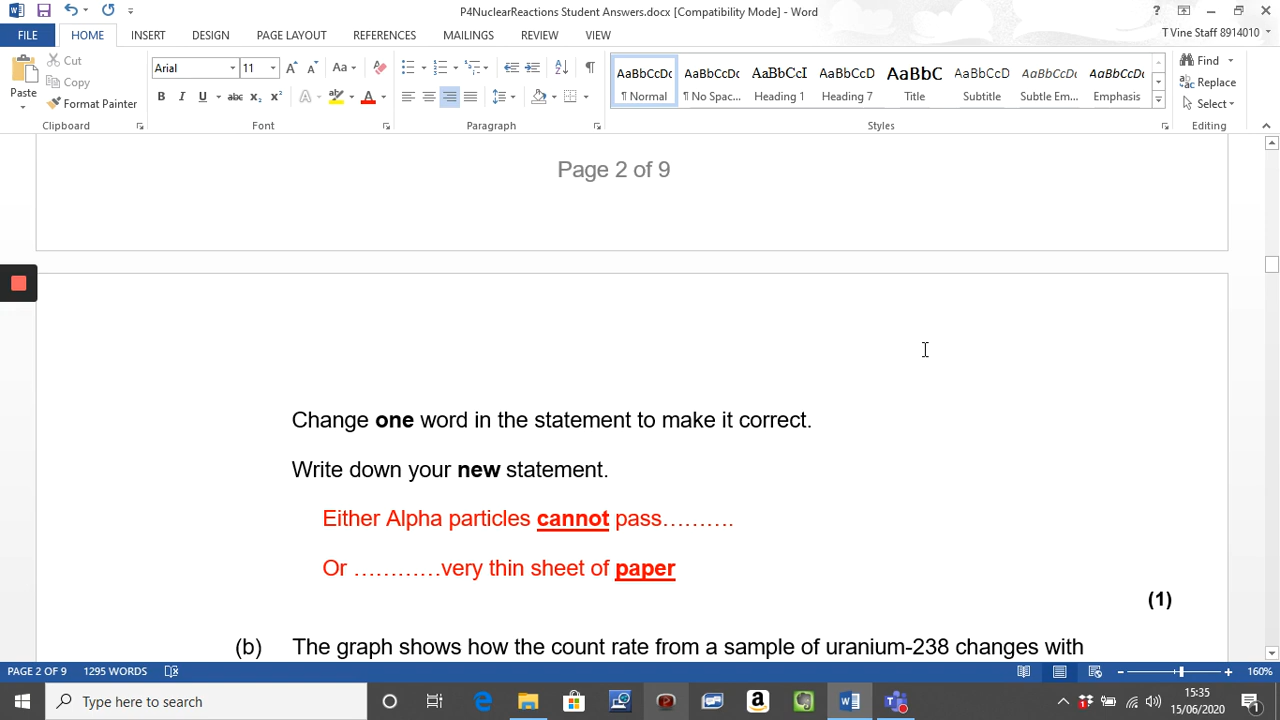 P4NuclearReactions Student Answers.docx [Compatibility Mode] - Word
?
FILE HOME INSERT DESIGN PAGE LAYOUT REFERENCES MAILINGS REVIEW VIEW T Vine Staff 8914010
Paste
Cut
Copy
Format Painter
Clipboard
Arial 11
Font
Paragraph
AaBbCcDc AaBbCcDc AaBbCcI AaBbCcD AaBbC AaBbCcD AaBbCcDc AaBbCcDc
¶ Normal ¶ No Spac... Heading 1 Heading 7 Title Subtitle Subtle Em... Emphasis
Styles
Find
Replace
Select
Editing
Page 2 of 9
Change one word in the statement to make it correct.
Write down your new statement.
Either Alpha particles cannot pass……….
Or …………very thin sheet of paper
(1)
(b) The graph shows how the count rate from a sample of uranium-238 changes with
PAGE 2 OF 9 1295 WORDS 160%
Type here to search
15:35
15/06/2020